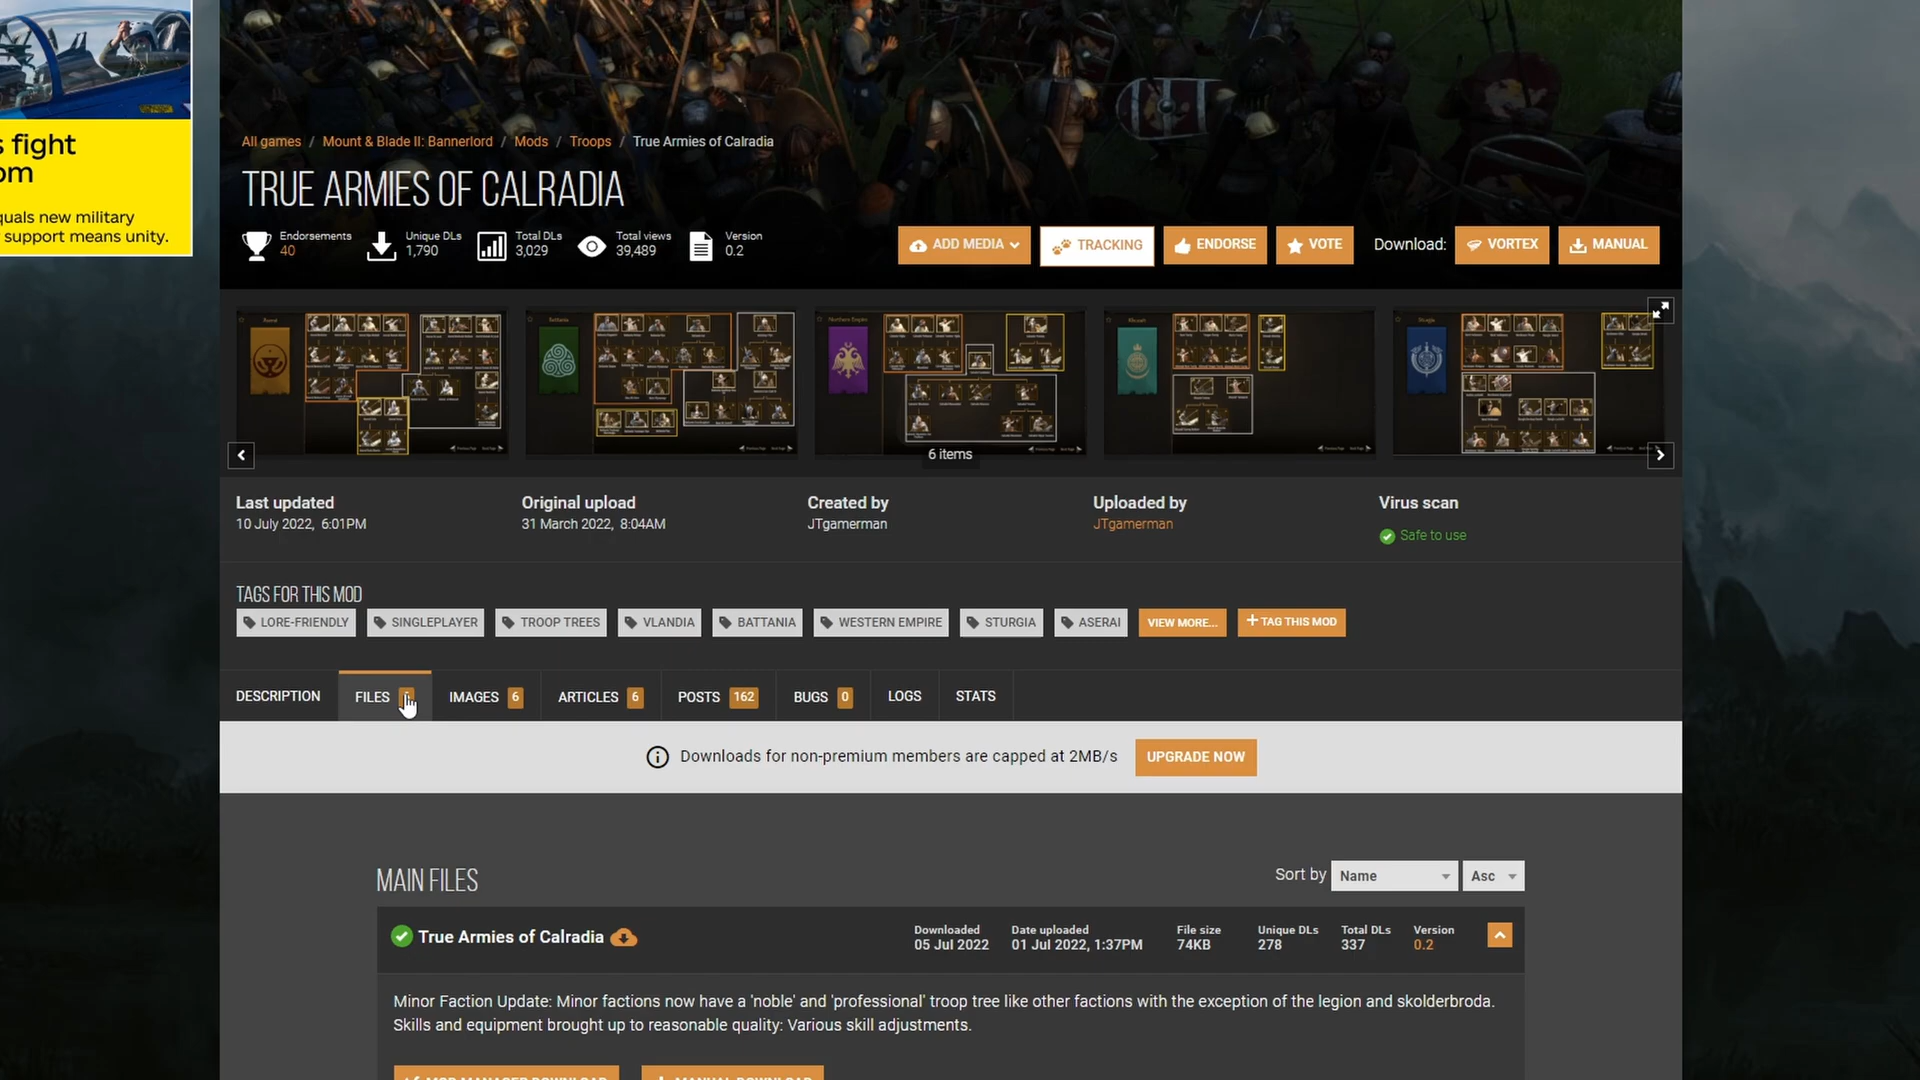 s fight
om
quals new military
support means unity.
All games / Mount & Blade II: Bannerlord / Mods / Troops / True Armies of Calradia
TRUE ARMIES OF CALRADIA
Endorsements
40
Unique DLs
1,790
Total DLs
3,029
Total views
39,489
Version
0.2
ADD MEDIA
TRACKING
ENDORSE
VOTE
Download:
VORTEX
MANUAL
6 items
Last updated
10 July 2022, 6:01PM
Original upload
31 March 2022, 8:04AM
Created by
JTgamerman
Uploaded by
JTgamerman
Virus scan
Safe to use
TAGS FOR THIS MOD
LORE-FRIENDLY
SINGLEPLAYER
TROOP TREES
VLANDIA
BATTANIA
WESTERN EMPIRE
STURGIA
ASERAI
VIEW MORE...
+ TAG THIS MOD
DESCRIPTION
FILES
IMAGES 6
ARTICLES 6
POSTS 162
BUGS 0
LOGS
STATS
Downloads for non-premium members are capped at 2MB/s
UPGRADE NOW
MAIN FILES
Sort by Name Asc
True Armies of Calradia
Downloaded
05 Jul 2022
Date uploaded
01 Jul 2022, 1:37PM
File size
74KB
Unique DLs
278
Total DLs
337
Version
0.2
Minor Faction Update: Minor factions now have a 'noble' and 'professional' troop tree like other factions with the exception of the legion and skolderbroda.
Skills and equipment brought up to reasonable quality: Various skill adjustments.
MOD MANAGER DOWNLOAD
MANUAL DOWNLOAD